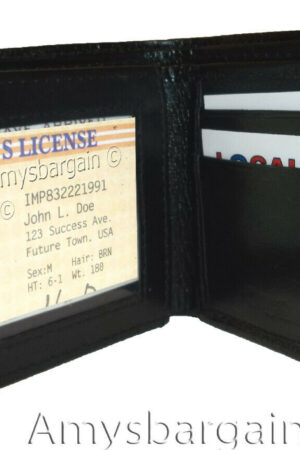 S LICENSE
Amysbargain ©
IMP832221991
© John L. Doe
123 Success Ave.
Future Town. USA
Sex:M Hair: BRN
HT: 6-1 Wt. 180
LOCAL
Amysbargain